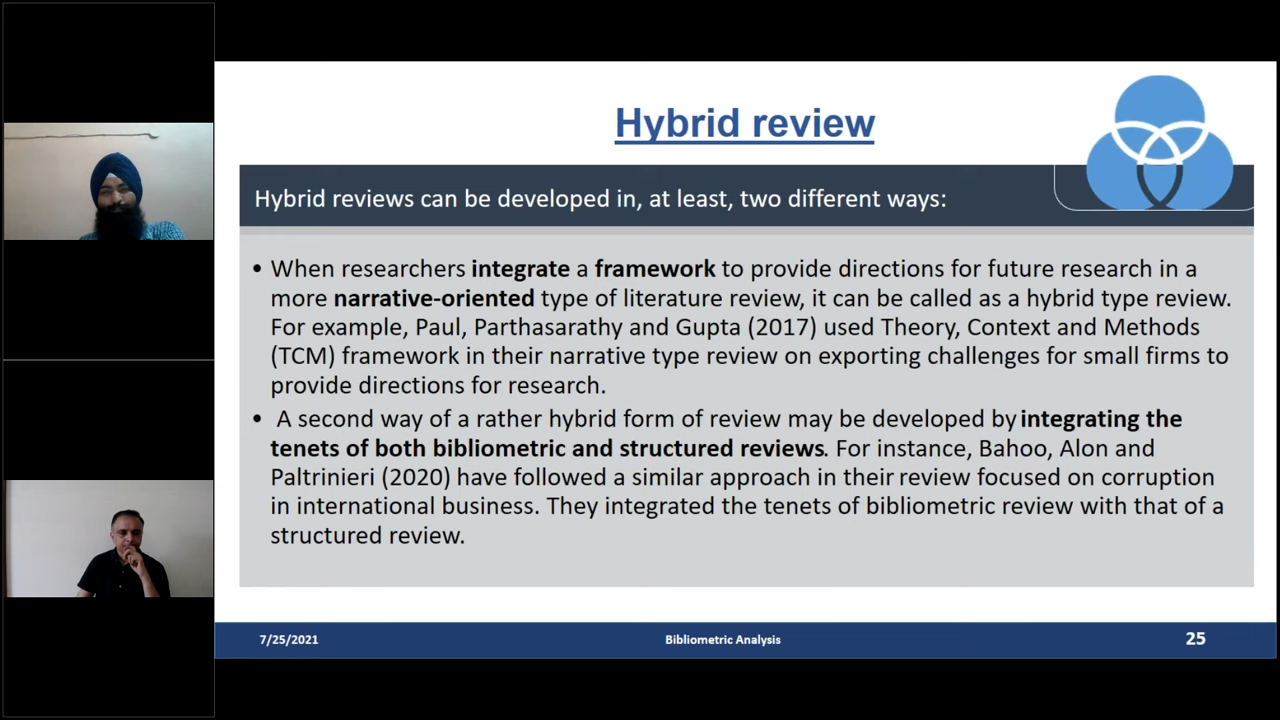 Hybrid review
Hybrid reviews can be developed in, at least, two different ways:
• When researchers integrate a framework to provide directions for future research in a
more narrative-oriented type of literature review, it can be called as a hybrid type review.
For example, Paul, Parthasarathy and Gupta (2017) used Theory, Context and Methods
(TCM) framework in their narrative type review on exporting challenges for small firms to
provide directions for research.
• A second way of a rather hybrid form of review may be developed by integrating the
tenets of both bibliometric and structured reviews. For instance, Bahoo, Alon and
Paltrinieri (2020) have followed a similar approach in their review focused on corruption
in international business. They integrated the tenets of bibliometric review with that of a
structured review.
7/25/2021 Bibliometric Analysis 25